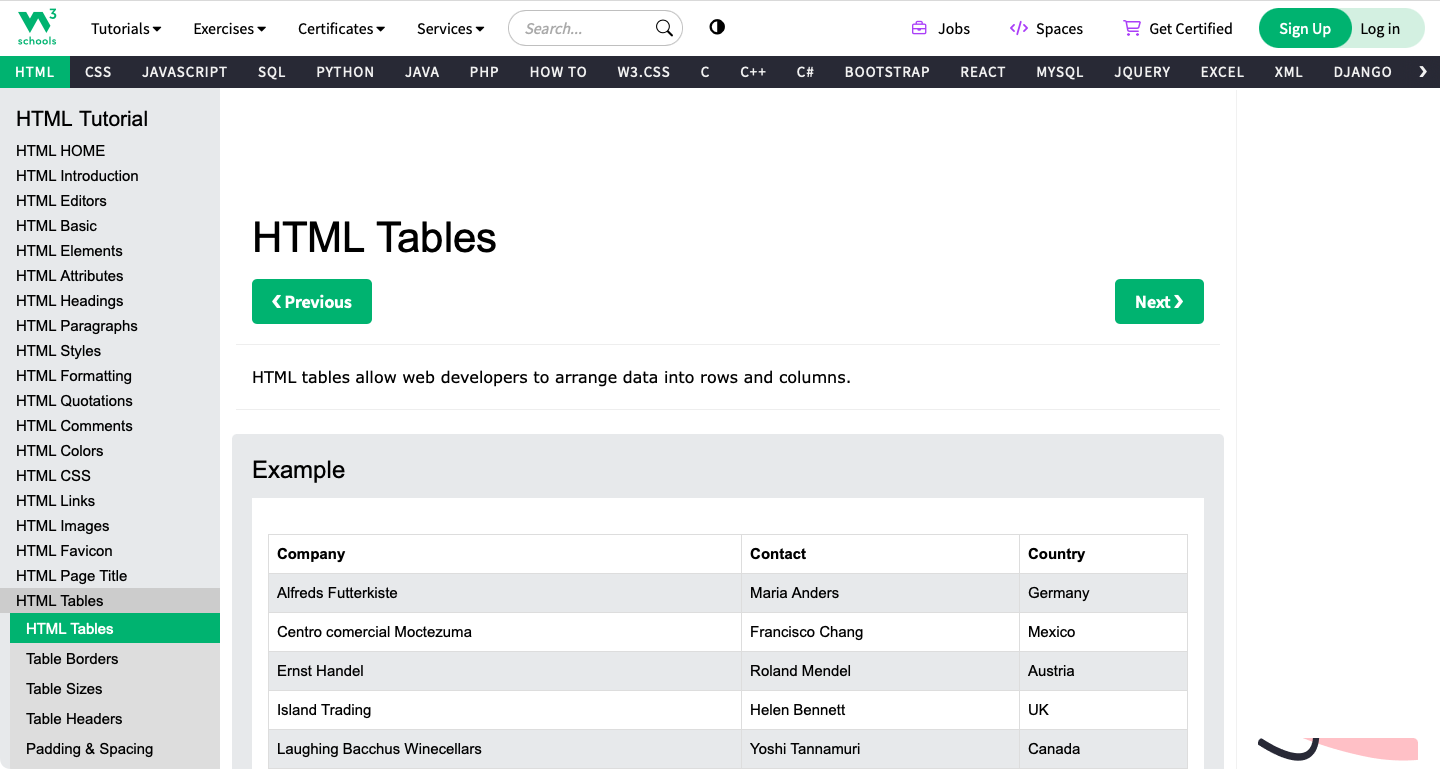 W3 schools
Tutorials Exercises Certificates Services Search... Jobs Spaces Get Certified Sign Up Log in
HTML CSS JAVASCRIPT SQL PYTHON JAVA PHP HOW TO W3.CSS C C++ C# BOOTSTRAP REACT MYSQL JQUERY EXCEL XML DJANGO ❯
HTML Tutorial
HTML HOME
HTML Introduction
HTML Editors
HTML Basic
HTML Elements
HTML Attributes
HTML Headings
HTML Paragraphs
HTML Styles
HTML Formatting
HTML Quotations
HTML Comments
HTML Colors
HTML CSS
HTML Links
HTML Images
HTML Favicon
HTML Page Title
HTML Tables
HTML Tables
Table Borders
Table Sizes
Table Headers
Padding & Spacing
HTML Tables
❮ Previous Next ❯
HTML tables allow web developers to arrange data into rows and columns.
Example
Company Contact Country
Alfreds Futterkiste Maria Anders Germany
Centro comercial Moctezuma Francisco Chang Mexico
Ernst Handel Roland Mendel Austria
Island Trading Helen Bennett UK
Laughing Bacchus Winecellars Yoshi Tannamuri Canada